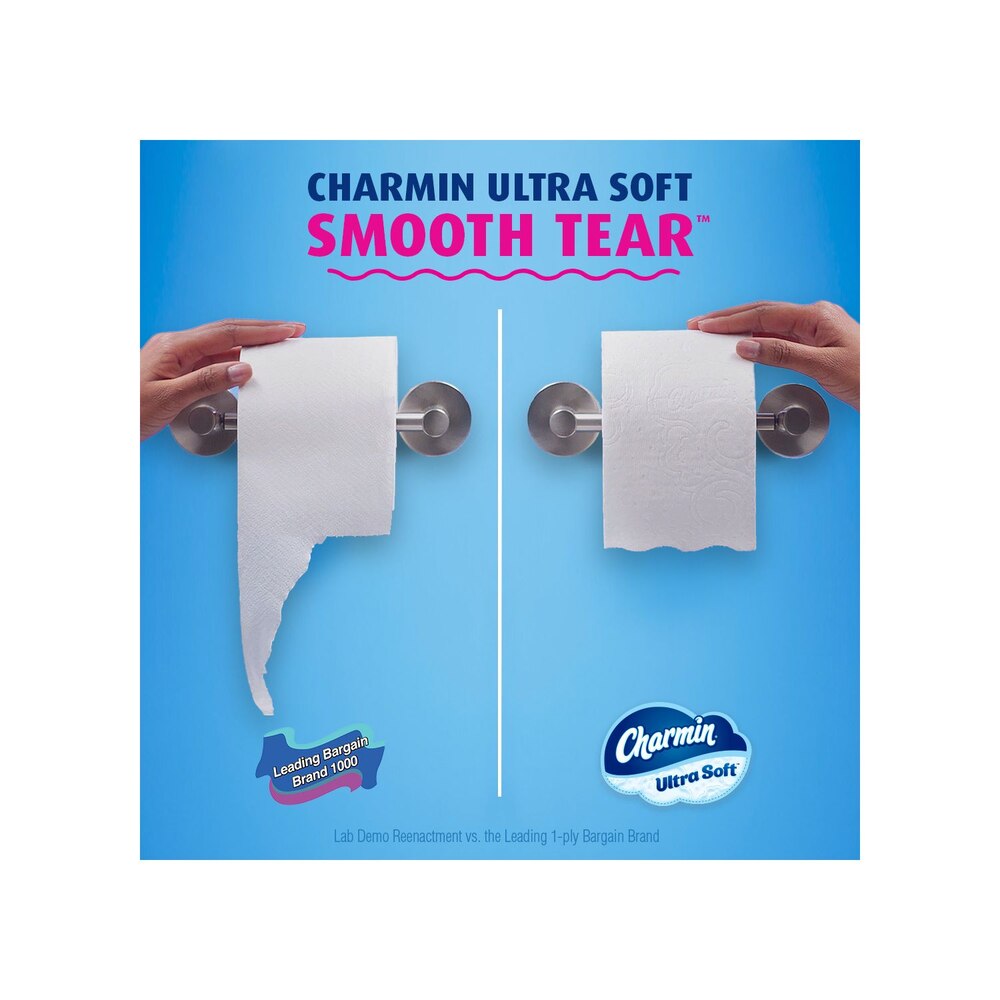 CHARMIN ULTRA SOFT
SMOOTH TEAR™
Leading Bargain
Brand 1000
Charmin
Ultra Soft™
Lab Demo Reenactment vs. the Leading 1-ply Bargain Brand